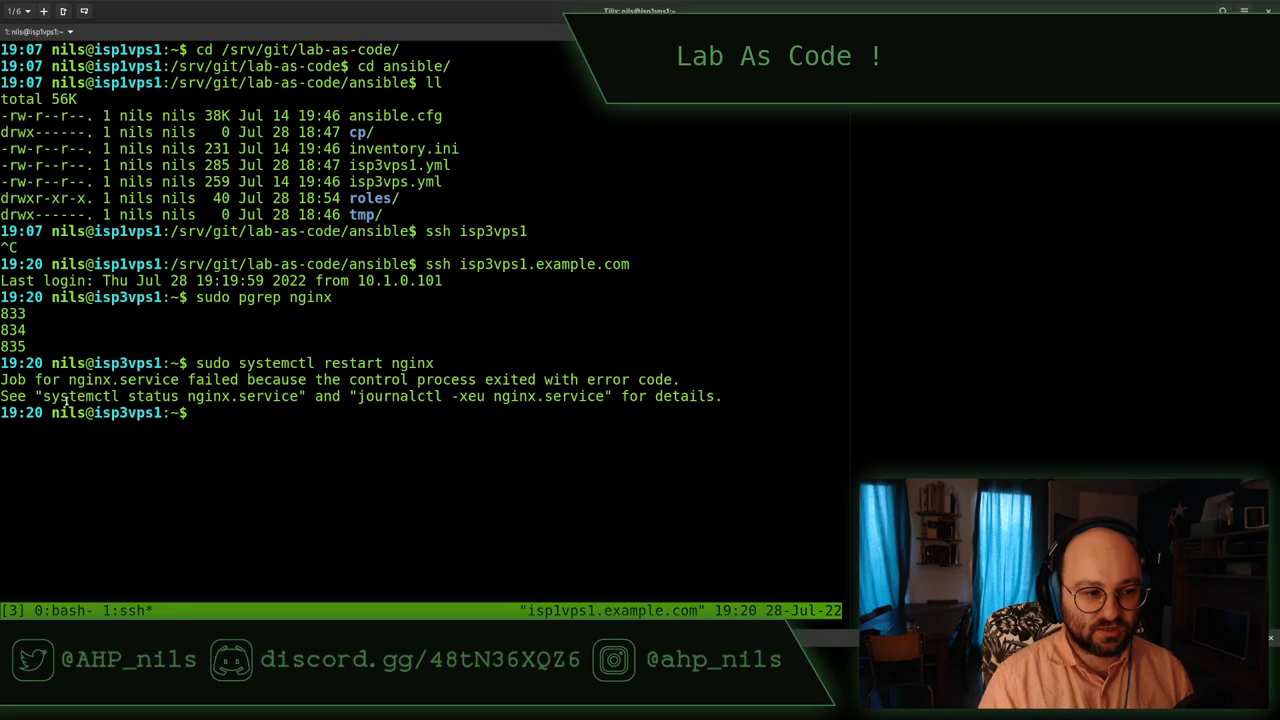 1/6
Tilix: nils@isp1vps1:~
1: nils@isp1vps1:~
Lab As Code !
19:07 nils@isp1vps1:~$ cd /srv/git/lab-as-code/
19:07 nils@isp1vps1:/srv/git/lab-as-code$ cd ansible/
19:07 nils@isp1vps1:/srv/git/lab-as-code/ansible$ ll
total 56K
-rw-r--r--. 1 nils nils 38K Jul 14 19:46 ansible.cfg
drwx------. 1 nils nils   0 Jul 28 18:47 cp/
-rw-r--r--. 1 nils nils 231 Jul 14 19:46 inventory.ini
-rw-r--r--. 1 nils nils 285 Jul 28 18:47 isp3vps1.yml
-rw-r--r--. 1 nils nils 259 Jul 14 19:46 isp3vps.yml
drwxr-xr-x. 1 nils nils  40 Jul 28 18:54 roles/
drwx------. 1 nils nils   0 Jul 28 18:46 tmp/
19:07 nils@isp1vps1:/srv/git/lab-as-code/ansible$ ssh isp3vps1
^C
19:20 nils@isp1vps1:/srv/git/lab-as-code/ansible$ ssh isp3vps1.example.com
Last login: Thu Jul 28 19:19:59 2022 from 10.1.0.101
19:20 nils@isp3vps1:~$ sudo pgrep nginx
833
834
835
19:20 nils@isp3vps1:~$ sudo systemctl restart nginx
Job for nginx.service failed because the control process exited with error code.
See "systemctl status nginx.service" and "journalctl -xeu nginx.service" for details.
19:20 nils@isp3vps1:~$
[3] 0:bash- 1:ssh* "isp1vps1.example.com" 19:20 28-Jul-22
@AHP_nils discord.gg/48tN36XQZ6 @ahp_nils